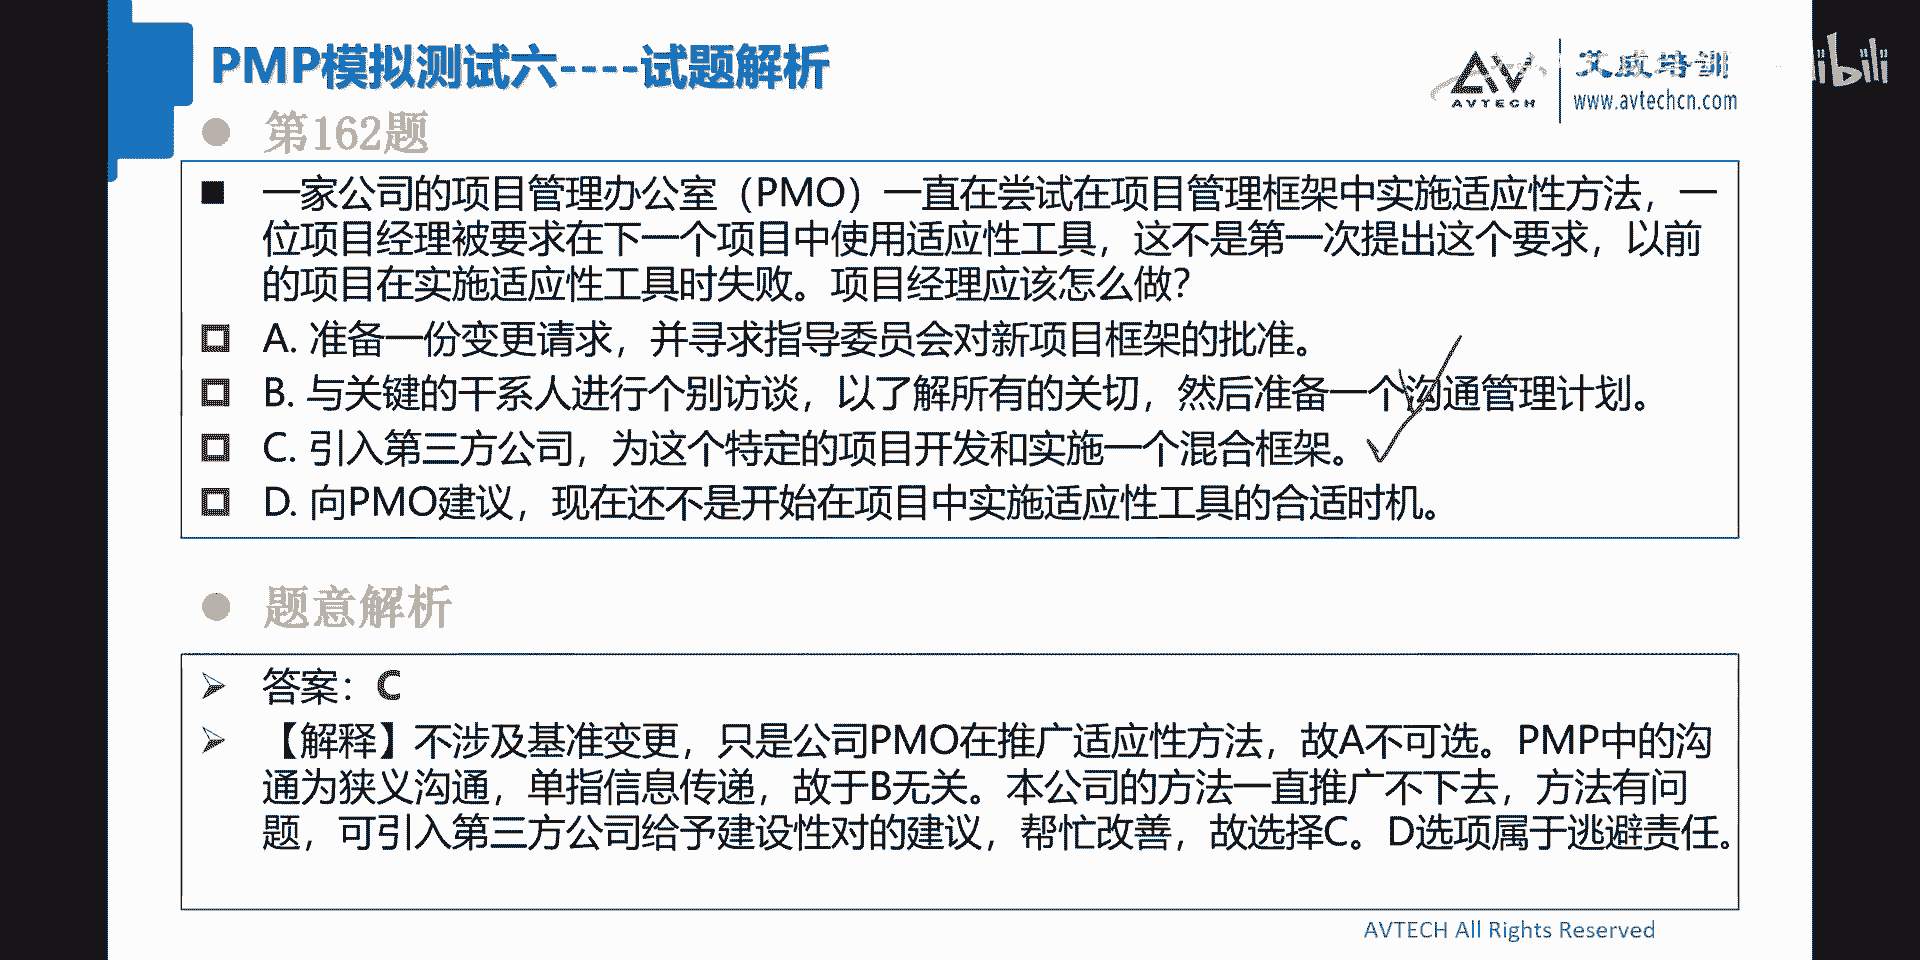 PMP模拟测试六----试题解析
AVTECH
艾威培训
www.avtechcn.com
bili
第162题
一家公司的项目管理办公室（PMO）一直在尝试在项目管理框架中实施适应性方法，一
位项目经理被要求在下一个项目中使用适应性工具，这不是第一次提出这个要求，以前
的项目在实施适应性工具时失败。项目经理应该怎么做？
A. 准备一份变更请求，并寻求指导委员会对新项目框架的批准。
B. 与关键的干系人进行个别访谈，以了解所有的关切，然后准备一个沟通管理计划。
C. 引入第三方公司，为这个特定的项目开发和实施一个混合框架。
D. 向PMO建议，现在还不是开始在项目中实施适应性工具的合适时机。
题意解析
答案：C
【解释】不涉及基准变更，只是公司PMO在推广适应性方法，故A不可选。PMP中的沟
通为狭义沟通，单指信息传递，故于B无关。本公司的方法一直推广不下去，方法有问
题，可引入第三方公司给予建设性对的建议，帮忙改善，故选择C。D选项属于逃避责任。
AVTECH All Rights Reserved